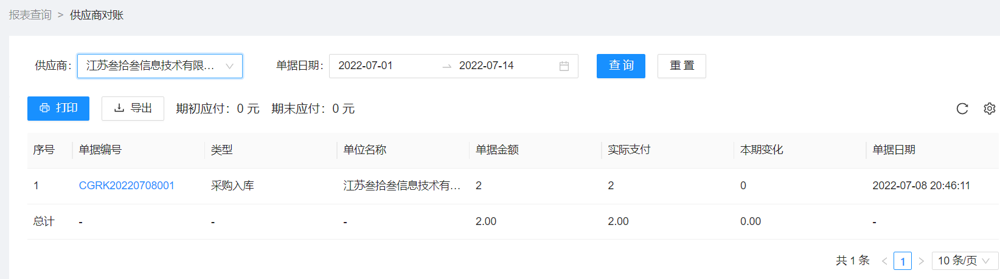 报表查询 > 供应商对账
供应商: 江苏叁拾叁信息技术有限... 单据日期: 2022-07-01 → 2022-07-14 查 询 重 置
打印 导出 期初应付：0 元 期末应付：0 元
序号 单据编号 类型 单位名称 单据金额 实际支付 本期变化 单据日期
1 CGRK20220708001 采购入库 江苏叁拾叁信息技术有... 2 2 0 2022-07-08 20:46:11
总计 - - - 2.00 2.00 0.00 -
共 1 条 < 1 > 10 条/页